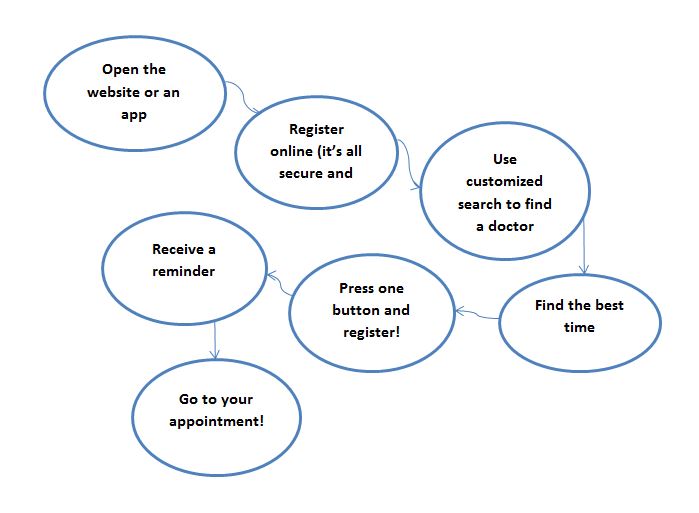 Open the
website or an
app
Register
online (it's all
secure and
Use
customized
search to find
a doctor
Find the best
time
Press one
button and
register!
Receive a
reminder
Go to your
appointment!